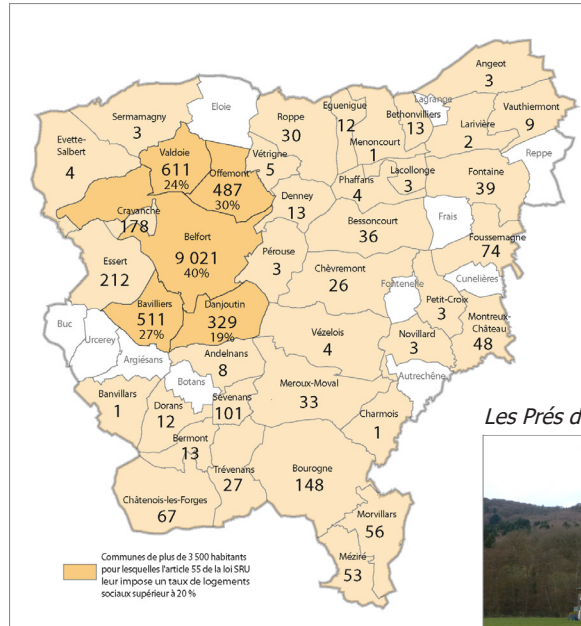 Angeot
3
Eloie
Lagrange
Sermamagny
3
Roppe
30
Eguenigue
12
Bethonvilliers
13
Vauthiermont
9
Larivière
2
Evette-
Salbert
4
Menoncourt
1
Valdoie
611
24%
Offemont
487
30%
Vétrigne
5
Reppe
Phaffans
4
Lacollonge
3
Fontaine
39
Denney
13
Cravanche
178
Bessoncourt
36
Frais
Belfort
9 021
40%
Foussemagne
74
Pérouse
3
Essert
212
Chèvremont
26
Fontenelle
Cunelières
Petit-Croix
3
Bavilliers
511
27%
Danjoutin
329
19%
Montreux-
Château
48
Buc
Urcerey
Vézelois
4
Novillard
3
Argiésans
Andelnans
8
Autrechêne
Botans
Meroux-Moval
33
Sévenans
101
Banvillars
1
Dorans
12
Charmois
1
Bermont
13
Trévenans
27
Bourogne
148
Châtenois-les-Forges
67
Morvillars
56
Méziré
53
Communes de plus de 3 500 habitants
pour lesquelles l'article 55 de la loi SRU
leur impose un taux de logements
sociaux supérieur à 20 %
Les Prés d